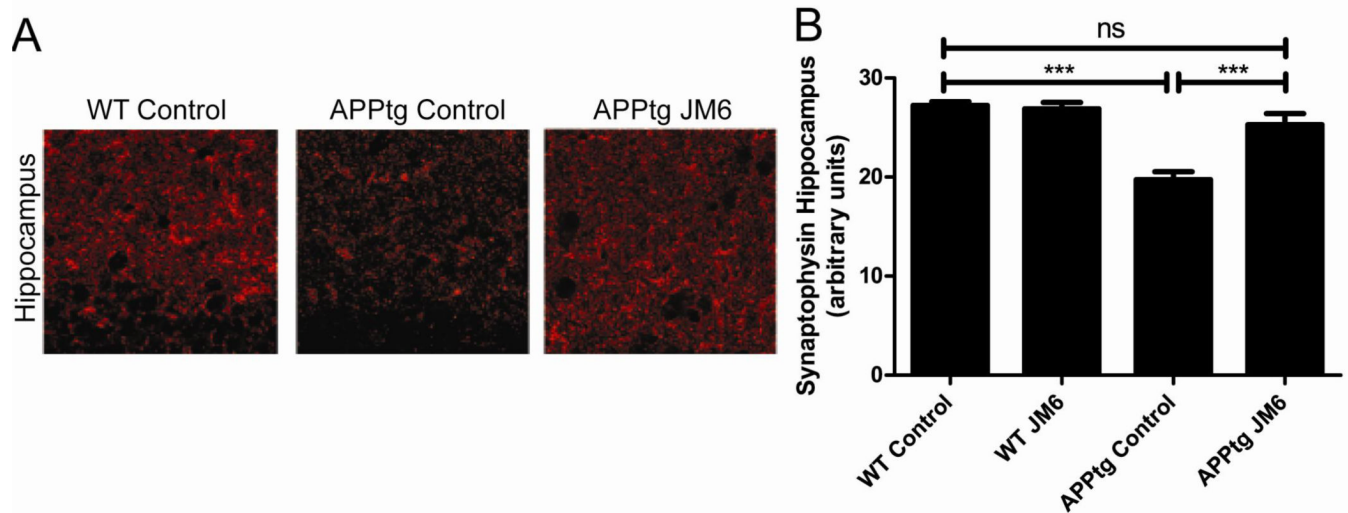 A
WT Control
APPtg Control
APPtg JM6
Hippocampus
B
ns
***
***
Synaptophysin Hippocampus
(arbitrary units)
30
20
10
0
WT Control
WT JM6
APPtg Control
APPtg JM6